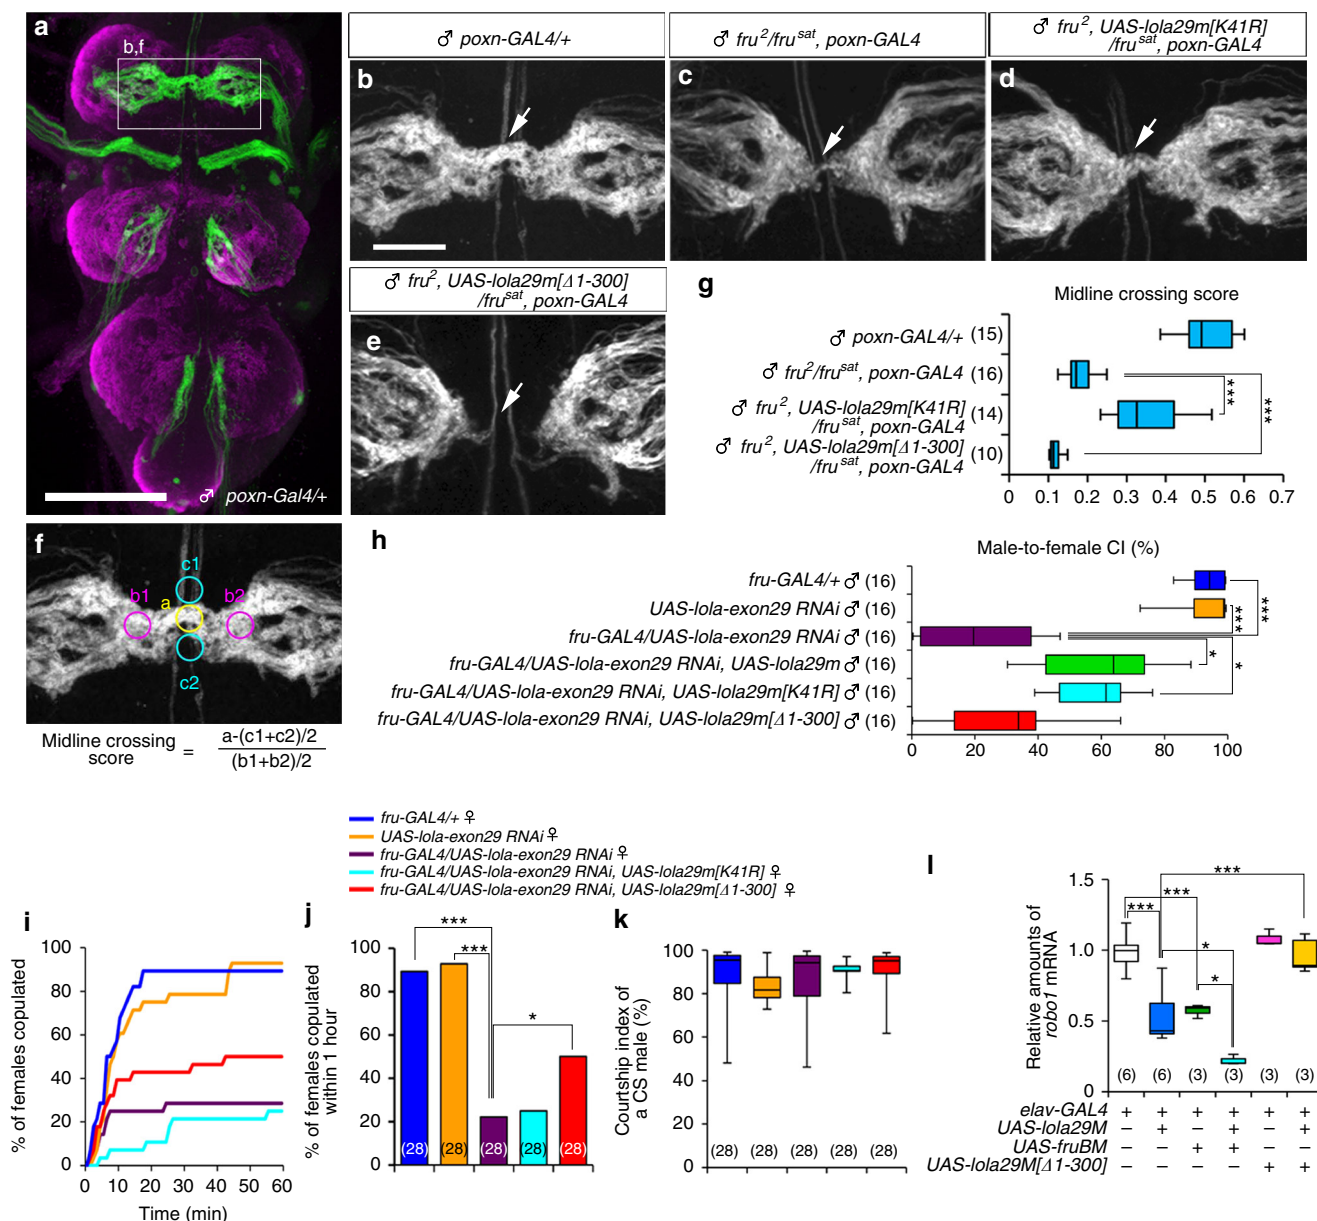 a
b,f
♂ poxn-Gal4/+
♂ poxn-GAL4/+
b
♂ fru2/frusat, poxn-GAL4
c
♂ fru2, UAS-lola29m[K41R]
/frusat, poxn-GAL4
d
♂ fru2, UAS-lola29m[Δ1-300]
/frusat, poxn-GAL4
e
f
c1
b1
a
b2
c2
Midline crossing
score
=
a-(c1+c2)/2
(b1+b2)/2
g
Midline crossing score
♂ poxn-GAL4/+ (15)
♂ fru2/frusat, poxn-GAL4 (16)
♂ fru2, UAS-lola29m[K41R]
/frusat, poxn-GAL4 (14)
♂ fru2, UAS-lola29m[Δ1-300]
/frusat, poxn-GAL4 (10)
***
***
0 0.1 0.2 0.3 0.4 0.5 0.6 0.7
h
Male-to-female CI (%)
fru-GAL4/+ ♂ (16)
UAS-lola-exon29 RNAi ♂ (16)
fru-GAL4/UAS-lola-exon29 RNAi ♂ (16)
fru-GAL4/UAS-lola-exon29 RNAi, UAS-lola29m ♂ (16)
fru-GAL4/UAS-lola-exon29 RNAi, UAS-lola29m[K41R] ♂ (16)
fru-GAL4/UAS-lola-exon29 RNAi, UAS-lola29m[Δ1-300] ♂ (16)
***
***
*
*
0 20 40 60 80 100
fru-GAL4/+ ♀
UAS-lola-exon29 RNAi ♀
fru-GAL4/UAS-lola-exon29 RNAi ♀
fru-GAL4/UAS-lola-exon29 RNAi, UAS-lola29m[K41R] ♀
fru-GAL4/UAS-lola-exon29 RNAi, UAS-lola29m[Δ1-300] ♀
i
% of females copulated
100
80
60
40
20
0
0 10 20 30 40 50 60
Time (min)
j
% of females copulated
within 1 hour
100
80
60
40
20
0
***
***
*
(28) (28) (28) (28) (28)
k
Courtship index of
a CS male (%)
100
80
60
40
20
0
(28) (28) (28) (28) (28)
l
Relative amounts of
robo1 mRNA
1.5
1.0
0.5
0
***
***
***
*
*
(6) (6) (3) (3) (3) (3)
elav-GAL4 + + + + + +
UAS-lola29M – + – + – +
UAS-fruBM – – + + – –
UAS-lola29M[Δ1-300] – – – – + +